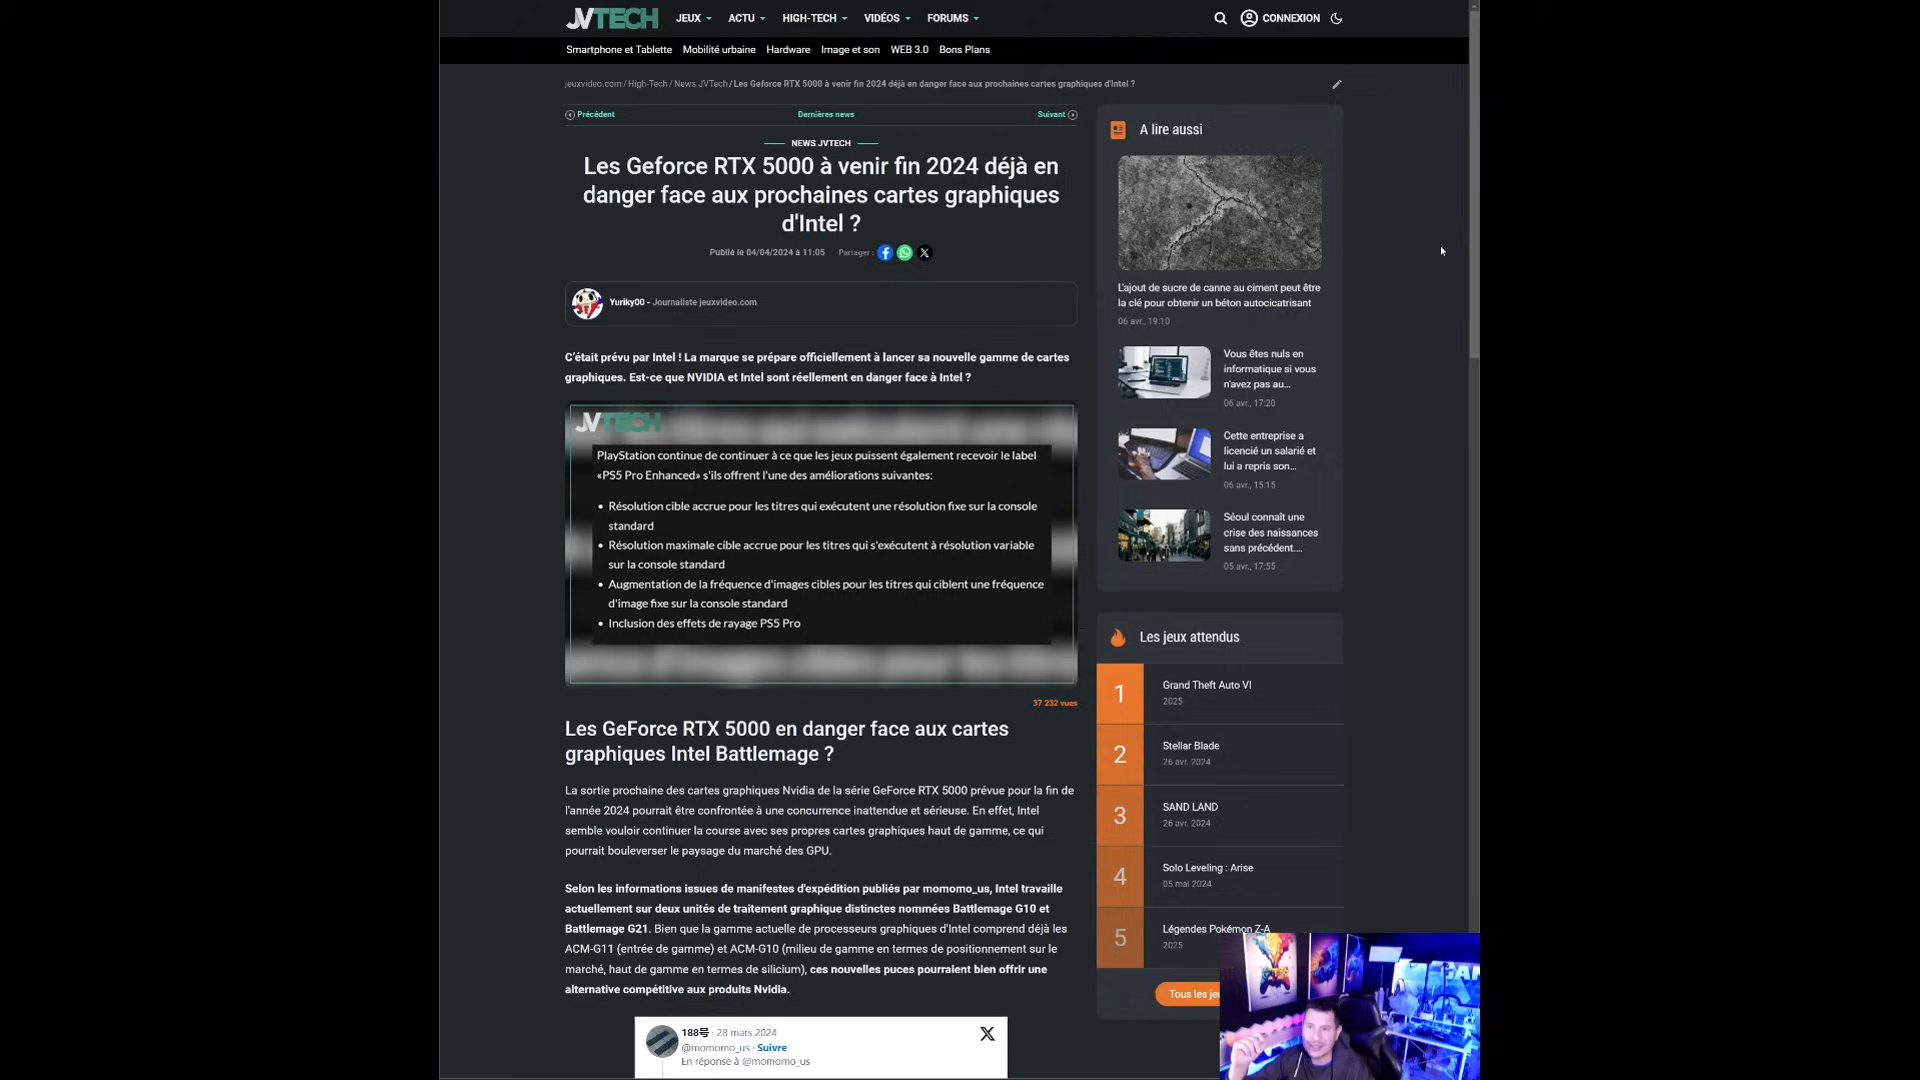 JVTECH JEUX ACTU HIGH-TECH VIDÉOS FORUMS CONNEXION
Smartphone et Tablette Mobilité urbaine Hardware Image et son WEB 3.0 Bons Plans
jeuxvideo.com / High-Tech / News JVTech / Les Geforce RTX 5000 à venir fin 2024 déjà en danger face aux prochaines cartes graphiques d'Intel ?
Précédent Dernières news Suivant
NEWS JVTECH
Les Geforce RTX 5000 à venir fin 2024 déjà en
danger face aux prochaines cartes graphiques
d'Intel ?
Publié le 04/04/2024 à 11:05 Partager :
Yuriky00 - Journaliste jeuxvideo.com
C'était prévu par Intel ! La marque se prépare officiellement à lancer sa nouvelle gamme de cartes
graphiques. Est-ce que NVIDIA et Intel sont réellement en danger face à Intel ?
JVTECH
PlayStation continue de continuer à ce que les jeux puissent également recevoir le label
«PS5 Pro Enhanced» s'ils offrent l'une des améliorations suivantes:
• Résolution cible accrue pour les titres qui exécutent une résolution fixe sur la console
standard
• Résolution maximale cible accrue pour les titres qui s'exécutent à résolution variable
sur la console standard
• Augmentation de la fréquence d'images cibles pour les titres qui ciblent une fréquence
d'image fixe sur la console standard
• Inclusion des effets de rayage PS5 Pro
37 232 vues
Les GeForce RTX 5000 en danger face aux cartes
graphiques Intel Battlemage ?
La sortie prochaine des cartes graphiques Nvidia de la série GeForce RTX 5000 prévue pour la fin de
l'année 2024 pourrait être confrontée à une concurrence inattendue et sérieuse. En effet, Intel
semble vouloir continuer la course avec ses propres cartes graphiques haut de gamme, ce qui
pourrait bouleverser le paysage du marché des GPU.
Selon les informations issues de manifestes d'expédition publiés par momomo_us, Intel travaille
actuellement sur deux unités de traitement graphique distinctes nommées Battlemage G10 et
Battlemage G21. Bien que la gamme actuelle de processeurs graphiques d'Intel comprend déjà les
ACM-G11 (entrée de gamme) et ACM-G10 (milieu de gamme en termes de positionnement sur le
marché, haut de gamme en termes de silicium), ces nouvelles puces pourraient bien offrir une
alternative compétitive aux produits Nvidia.
188号 · 28 mars 2024
@momomo_us · Suivre
En réponse à @momomo_us
A lire aussi
L'ajout de sucre de canne au ciment peut être
la clé pour obtenir un béton autocicatrisant
06 avr., 19:10
Vous êtes nuls en
informatique si vous
n'avez pas au...
06 avr., 17:20
Cette entreprise a
licencié un salarié et
lui a repris son...
06 avr., 15:15
Séoul connaît une
crise des naissances
sans précédent....
05 avr., 17:55
Les jeux attendus
1 Grand Theft Auto VI
2025
2 Stellar Blade
26 avr. 2024
3 SAND LAND
26 avr. 2024
4 Solo Leveling : Arise
05 mai 2024
5 Légendes Pokémon Z-A
2025
Tous les jeu